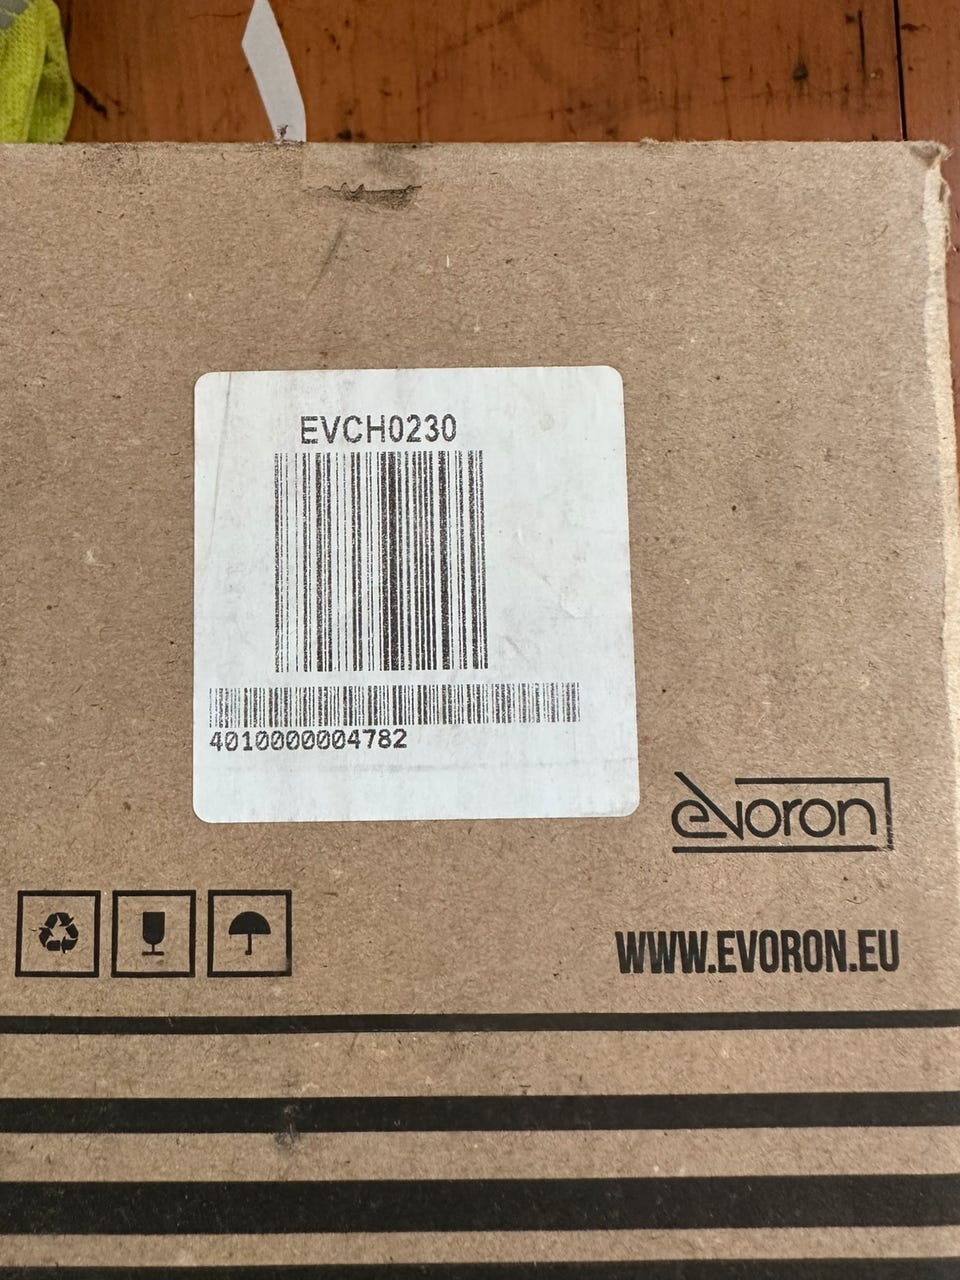 EVCH0230
4010000004782
evoron
WWW.EVORON.EU